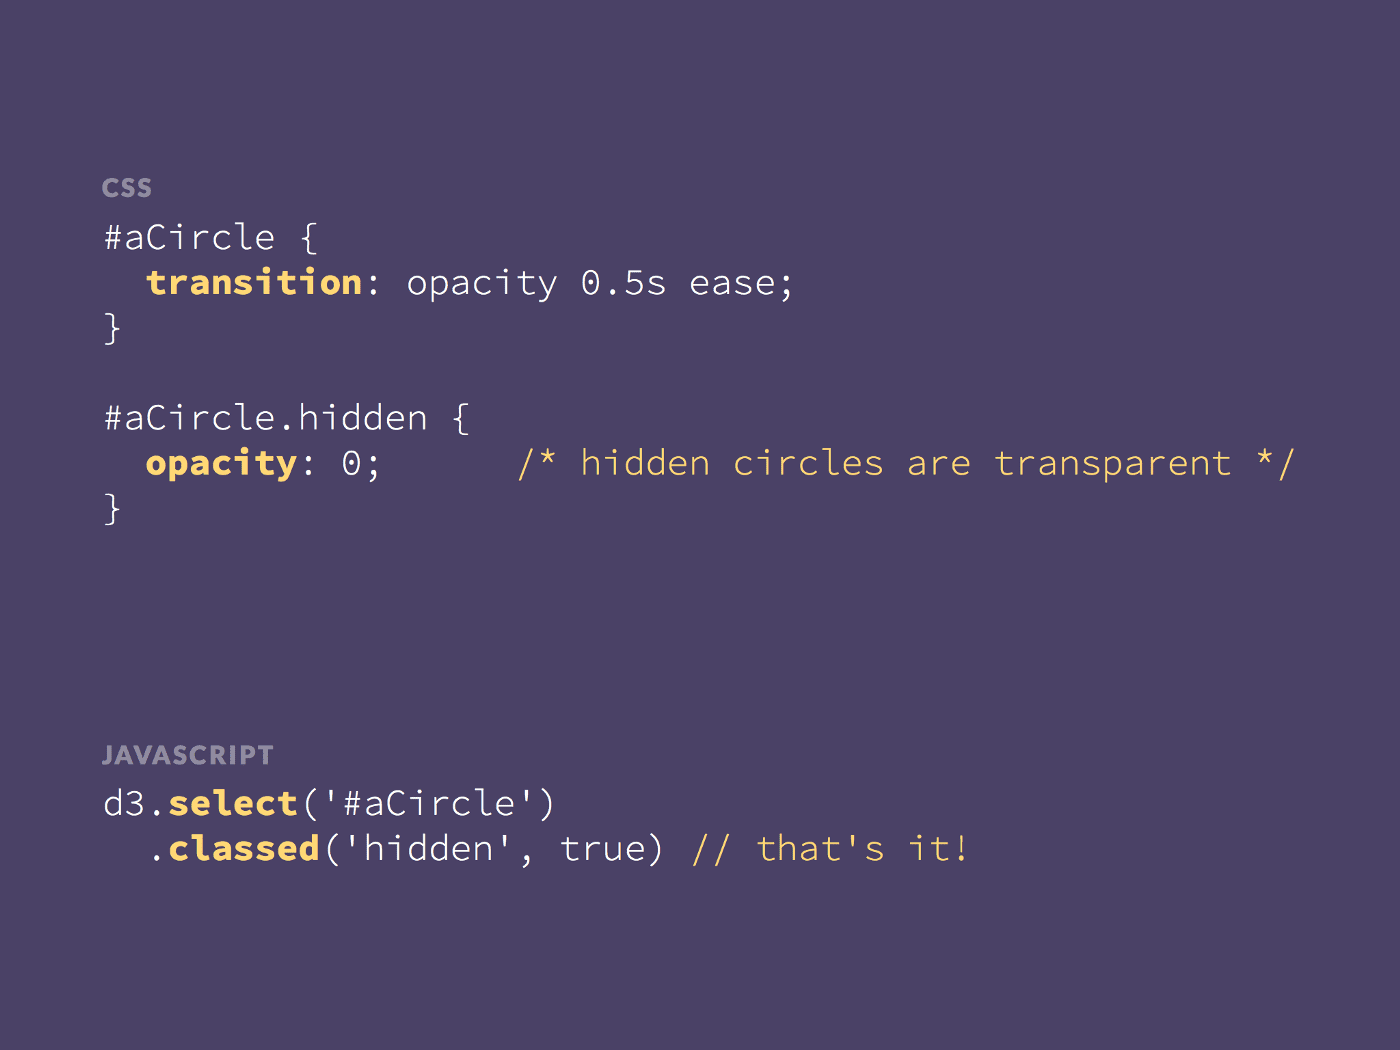 CSS
#aCircle {
  transition: opacity 0.5s ease;
}
#aCircle.hidden {
  opacity: 0;      /* hidden circles are transparent */
}
JAVASCRIPT
d3.select('#aCircle')
  .classed('hidden', true) // that's it!